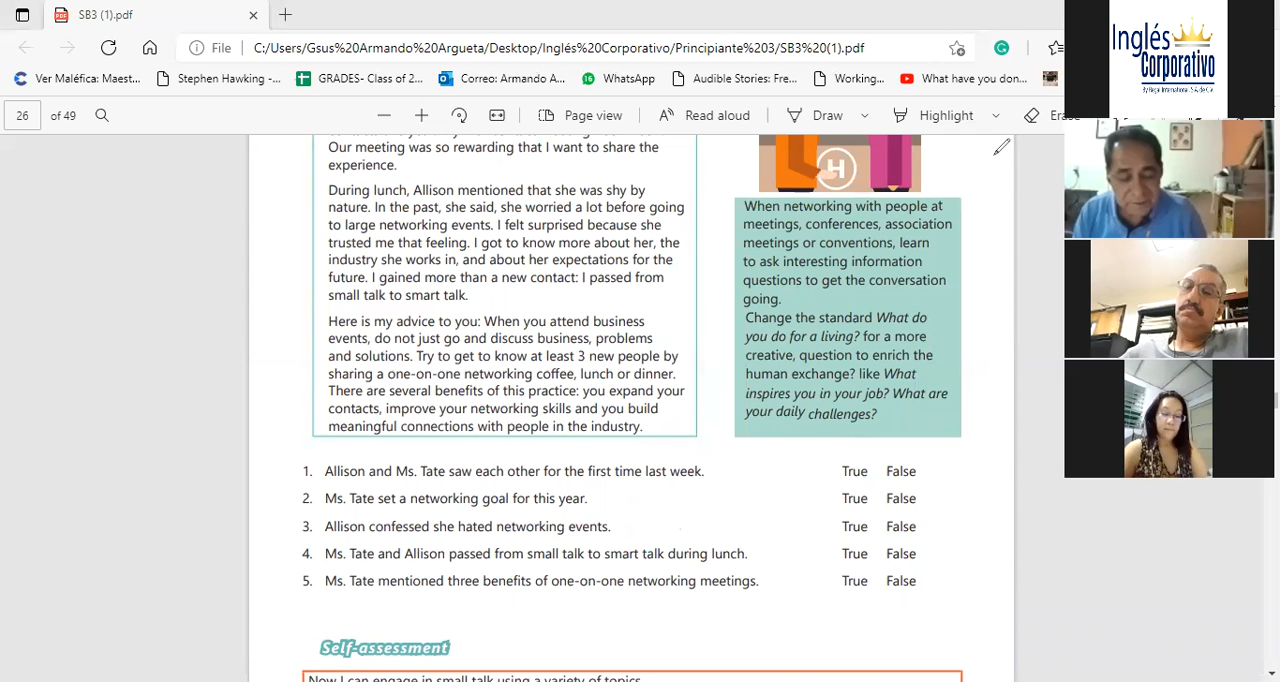 SB3 (1).pdf
File
C:/Users/Gsus%20Armando%20Argueta/Desktop/Inglés%20Corporativo/Principiante%203/SB3%20(1).pdf
Ver Maléfica: Maest...
Stephen Hawking -...
GRADES- Class of 2...
Correo: Armando A...
WhatsApp
Audible Stories: Fre...
Working...
What have you don...
26 of 49
Page view
Read aloud
Draw
Highlight
Inglés
Corporativo
By Regal International, S.A. de C.V.
Our meeting was so rewarding that I want to share the
experience.
During lunch, Allison mentioned that she was shy by
nature. In the past, she said, she worried a lot before going
to large networking events. I felt surprised because she
trusted me that feeling. I got to know more about her, the
industry she works in, and about her expectations for the
future. I gained more than a new contact: I passed from
small talk to smart talk.
Here is my advice to you: When you attend business
events, do not just go and discuss business, problems
and solutions. Try to get to know at least 3 new people by
sharing a one-on-one networking coffee, lunch or dinner.
There are several benefits of this practice: you expand your
contacts, improve your networking skills and you build
meaningful connections with people in the industry.
H
When networking with people at
meetings, conferences, association
meetings or conventions, learn
to ask interesting information
questions to get the conversation
going.
Change the standard What do
you do for a living? for a more
creative, question to enrich the
human exchange? like What
inspires you in your job? What are
your daily challenges?
1. Allison and Ms. Tate saw each other for the first time last week. True False
2. Ms. Tate set a networking goal for this year. True False
3. Allison confessed she hated networking events. True False
4. Ms. Tate and Allison passed from small talk to smart talk during lunch. True False
5. Ms. Tate mentioned three benefits of one-on-one networking meetings. True False
Self-assessment
Now I can engage in small talk using a variety of topics